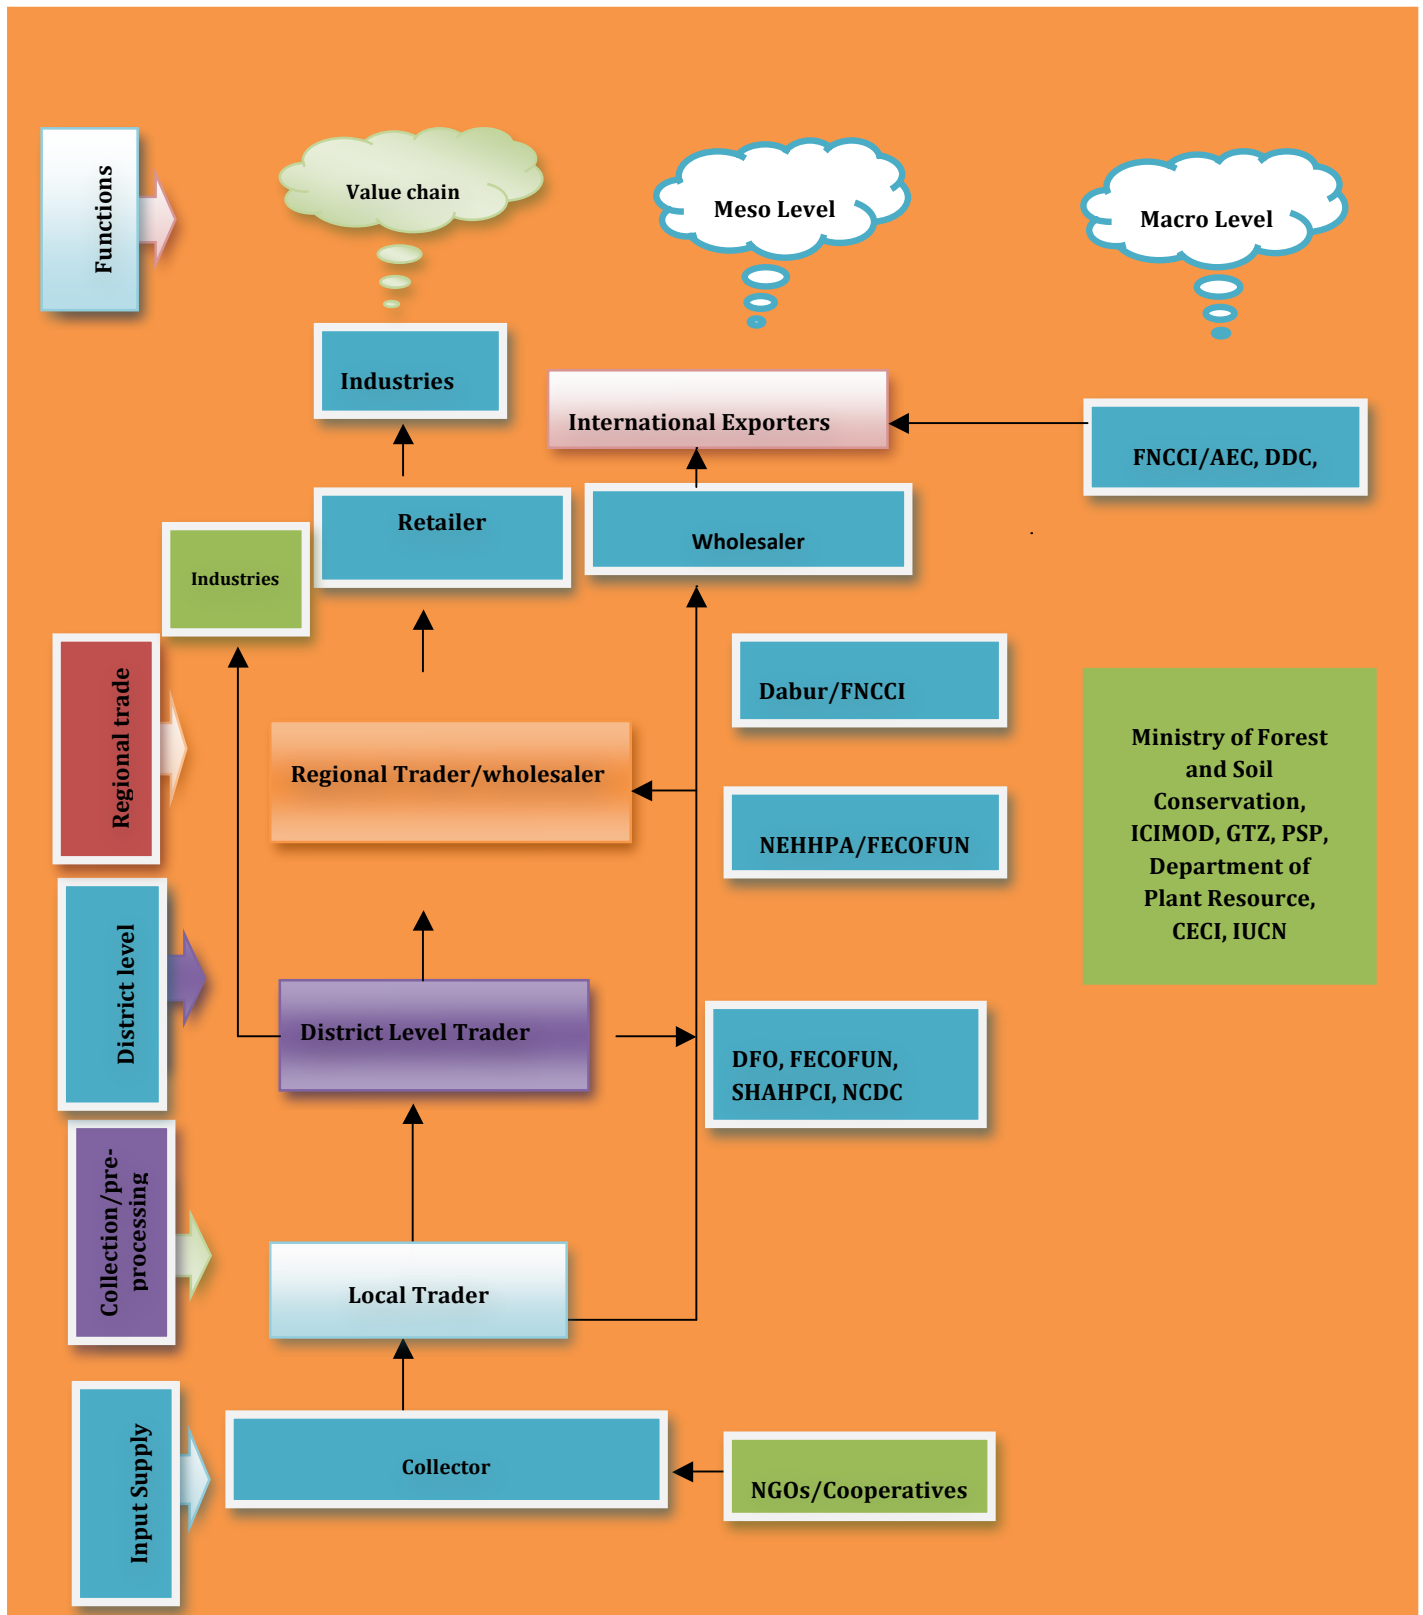 Functions
Value chain
Meso Level
Macro Level
Industries
International Exporters
FNCCI/AEC, DDC,
Retailer
Wholesaler
Industries
Regional trade
Dabur/FNCCI
Regional Trader/wholesaler
NEHHPA/FECOFUN
Ministry of Forest
and Soil
Conservation,
ICIMOD, GTZ, PSP,
Department of
Plant Resource,
CECI, IUCN
District level
District Level Trader
DFO, FECOFUN,
SHAHPCI, NCDC
Collection/pre-
processing
Local Trader
Input Supply
Collector
NGOs/Cooperatives